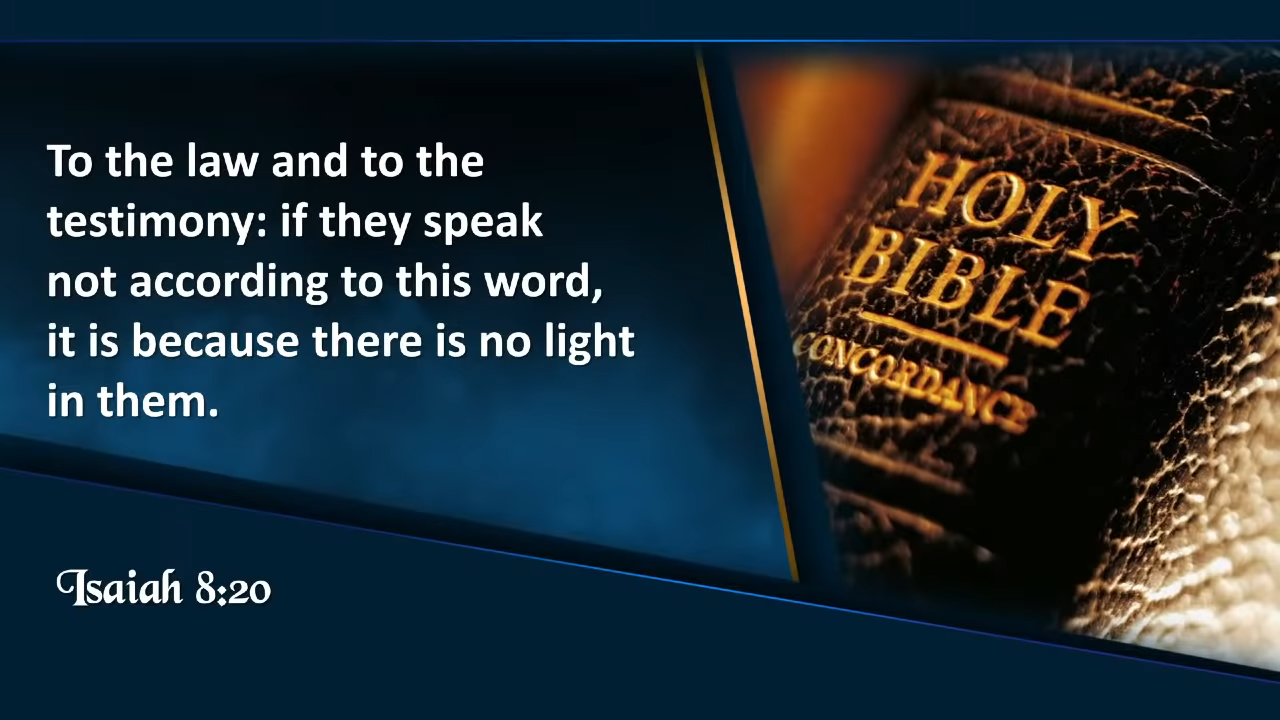 To the law and to the
testimony: if they speak
not according to this word,
it is because there is no light
in them.
Isaiah 8:20
HOLY
BIBLE
CONCORDANCE